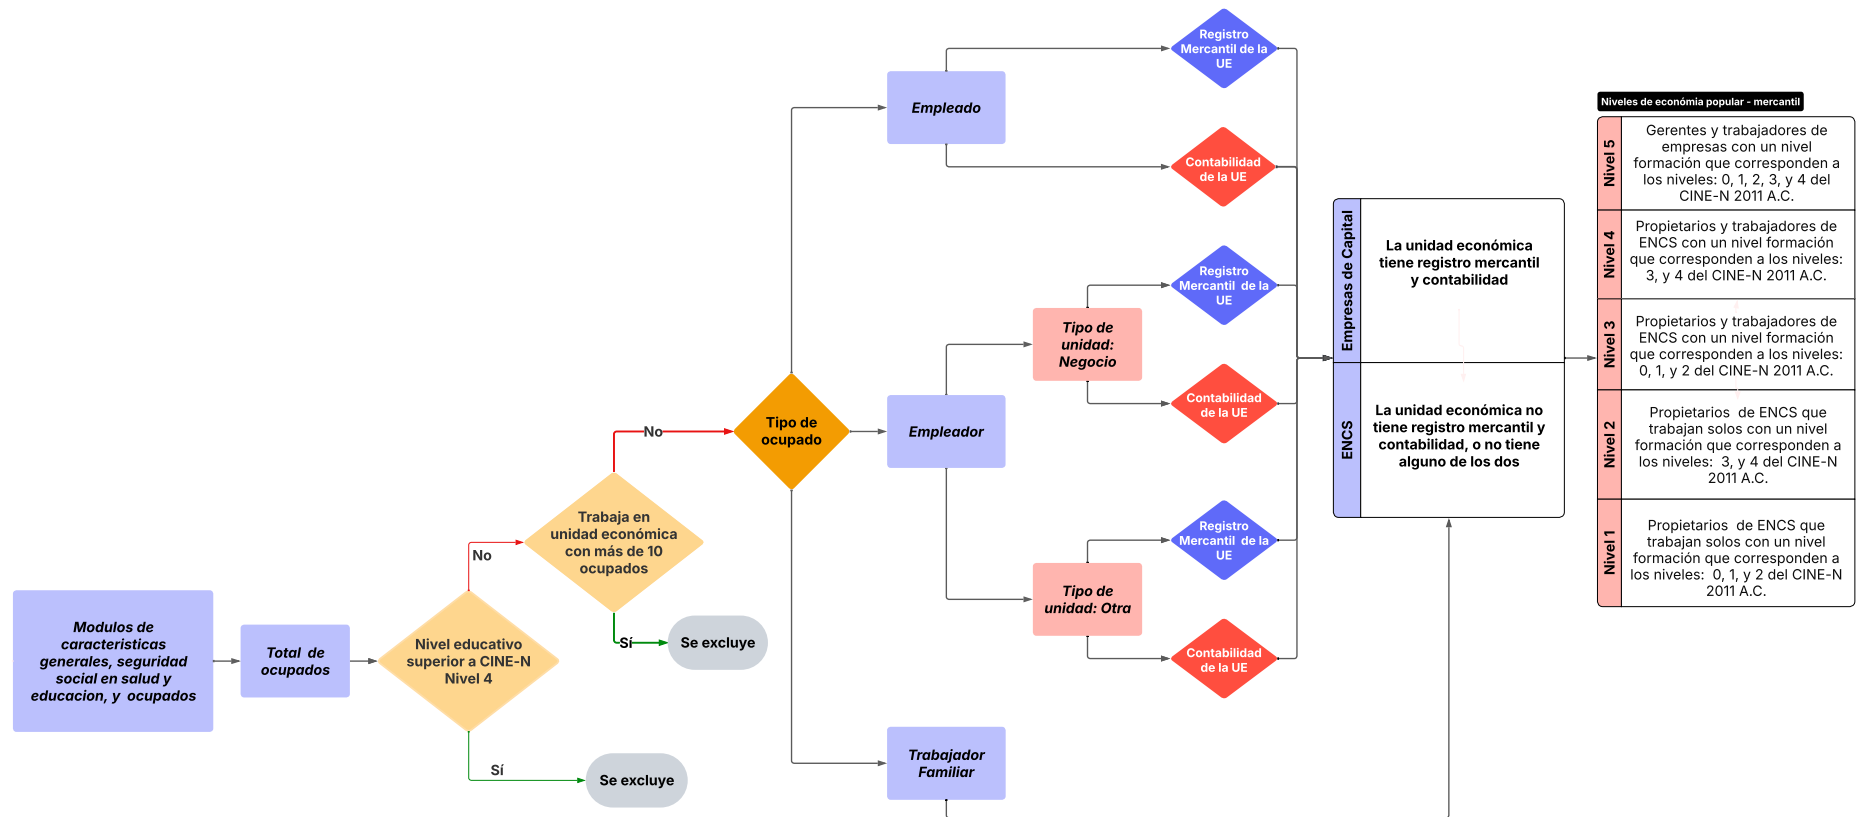 Modulos de
caracteristicas
generales, seguridad
social en salud y
educacion, y ocupados
Total de
ocupados
Nivel educativo
superior a CINE-N
Nivel 4
No
Sí
Se excluye
Trabaja en
unidad económica
con más de 10
ocupados
No
Sí
Se excluye
Tipo de
ocupado
Empleado
Registro
Mercantil de la
UE
Contabilidad
de la UE
Empleador
Tipo de
unidad:
Negocio
Registro
Mercantil de la
UE
Contabilidad
de la UE
Tipo de
unidad: Otra
Registro
Mercantil de la
UE
Contabilidad
de la UE
Trabajador
Familiar
Empresas de Capital
La unidad económica
tiene registro mercantil
y contabilidad
ENCS
La unidad económica no
tiene registro mercantil y
contabilidad, o no tiene
alguno de los dos
Niveles de económia popular - mercantil
Nivel 5
Gerentes y trabajadores de
empresas con un nivel
formación que corresponden a
los niveles: 0, 1, 2, 3, y 4 del
CINE-N 2011 A.C.
Nivel 4
Propietarios y trabajadores de
ENCS con un nivel formación
que corresponden a los niveles:
3, y 4 del CINE-N 2011 A.C.
Nivel 3
Propietarios y trabajadores de
ENCS con un nivel formación
que corresponden a los niveles:
0, 1, y 2 del CINE-N 2011 A.C.
Nivel 2
Propietarios de ENCS que
trabajan solos con un nivel
formación que corresponden a
los niveles: 3, y 4 del CINE-N
2011 A.C.
Nivel 1
Propietarios de ENCS que
trabajan solos con un nivel
formación que corresponden a
los niveles: 0, 1, y 2 del CINE-N
2011 A.C.